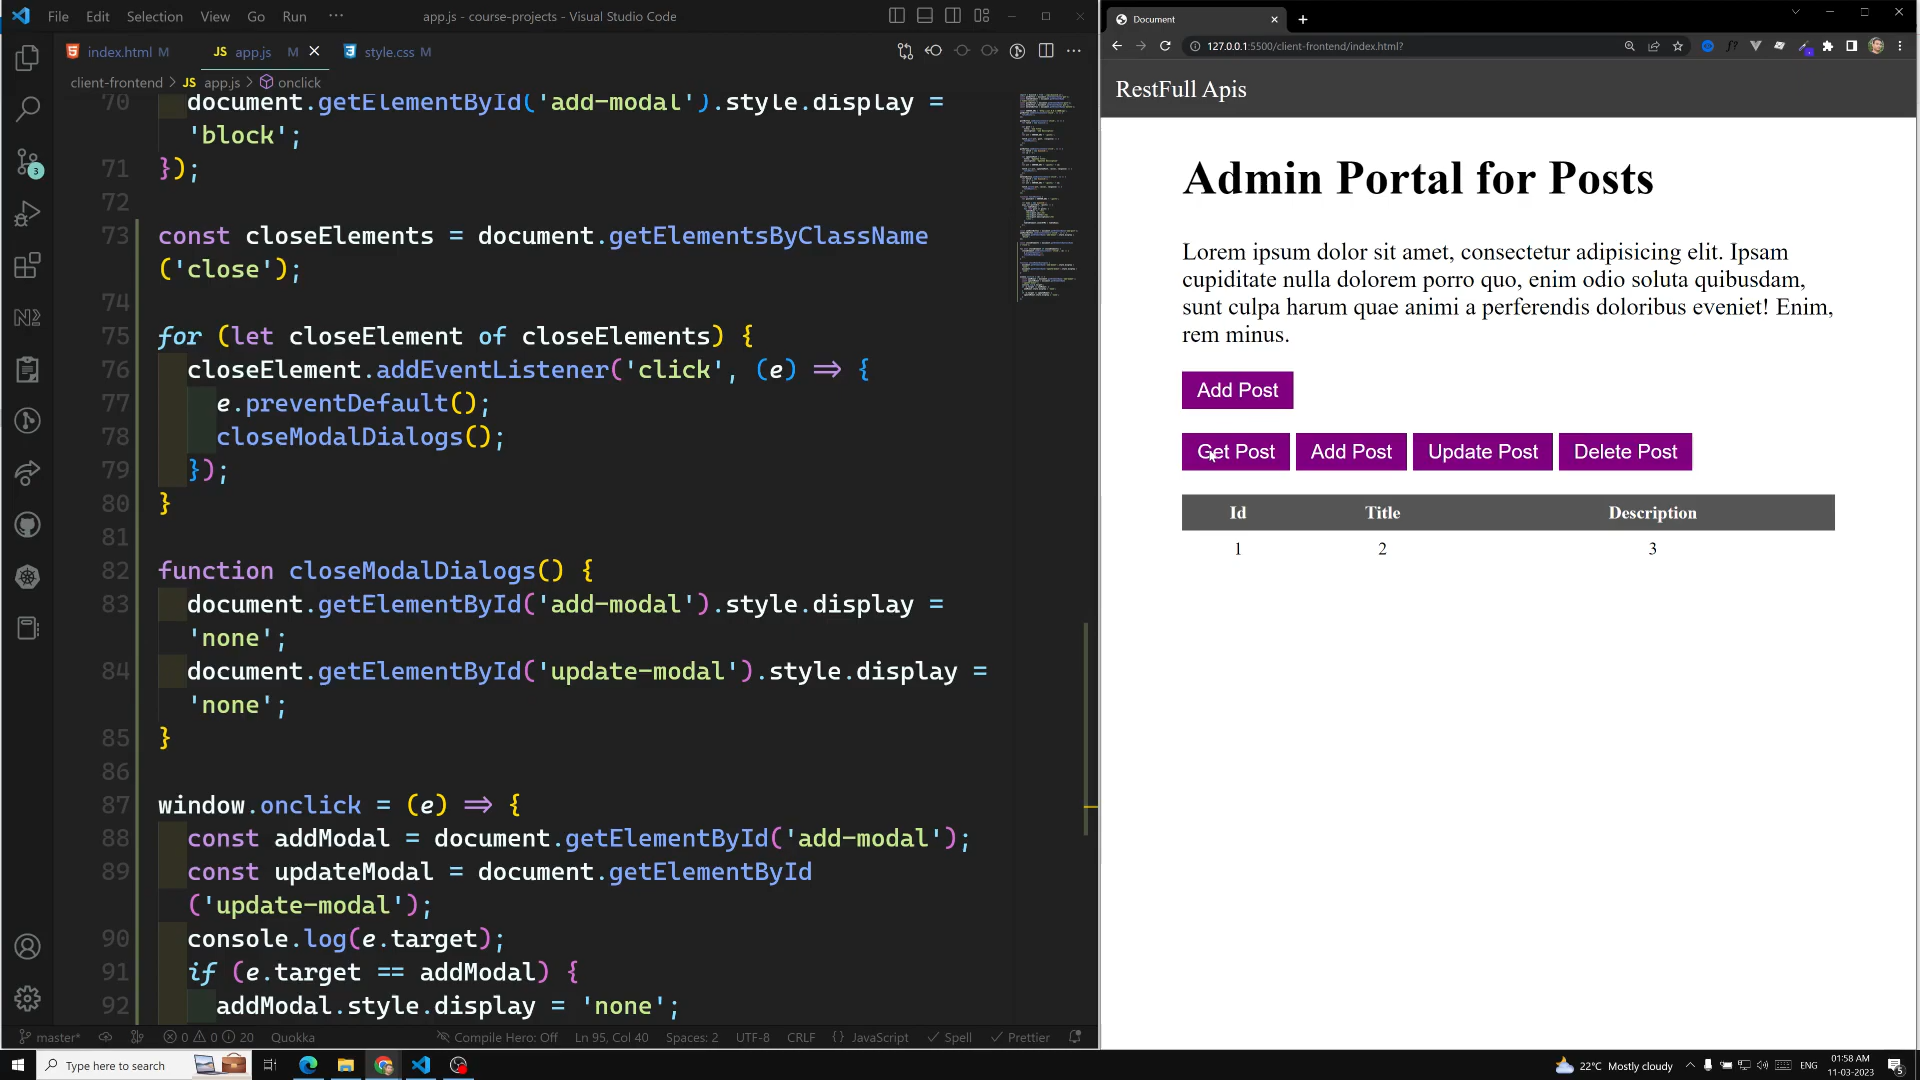 File Edit Selection View Go Run ··· app.js - course-projects - Visual Studio Code
index.html M JS app.js M style.css M
client-frontend > JS app.js > onclick
70 document.getElementById('add-modal').style.display =
'block';
71 });
72
73 const closeElements = document.getElementsByClassName
('close');
74
75 for (let closeElement of closeElements) {
76 closeElement.addEventListener('click', (e) => {
77 e.preventDefault();
78 closeModalDialogs();
79 });
80 }
81
82 function closeModalDialogs() {
83 document.getElementById('add-modal').style.display =
'none';
84 document.getElementById('update-modal').style.display =
'none';
85 }
86
87 window.onclick = (e) => {
88 const addModal = document.getElementById('add-modal');
89 const updateModal = document.getElementById
('update-modal');
90 console.log(e.target);
91 if (e.target == addModal) {
92 addModal.style.display = 'none';
3
master* 0 0 20 Quokka Compile Hero: Off Ln 95, Col 40 Spaces: 2 UTF-8 CRLF {} JavaScript Spell Prettier
Document
127.0.0.1:5500/client-frontend/index.html?
RestFull Apis
Admin Portal for Posts
Lorem ipsum dolor sit amet, consectetur adipisicing elit. Ipsam
cupiditate nulla dolorem porro quo, enim odio soluta quibusdam,
sunt culpa harum quae animi a perferendis doloribus eveniet! Enim,
rem minus.
Add Post
Get Post Add Post Update Post Delete Post
Id Title Description
1 2 3
Type here to search
22°C Mostly cloudy ENG 01:58 AM
11-03-2023 5